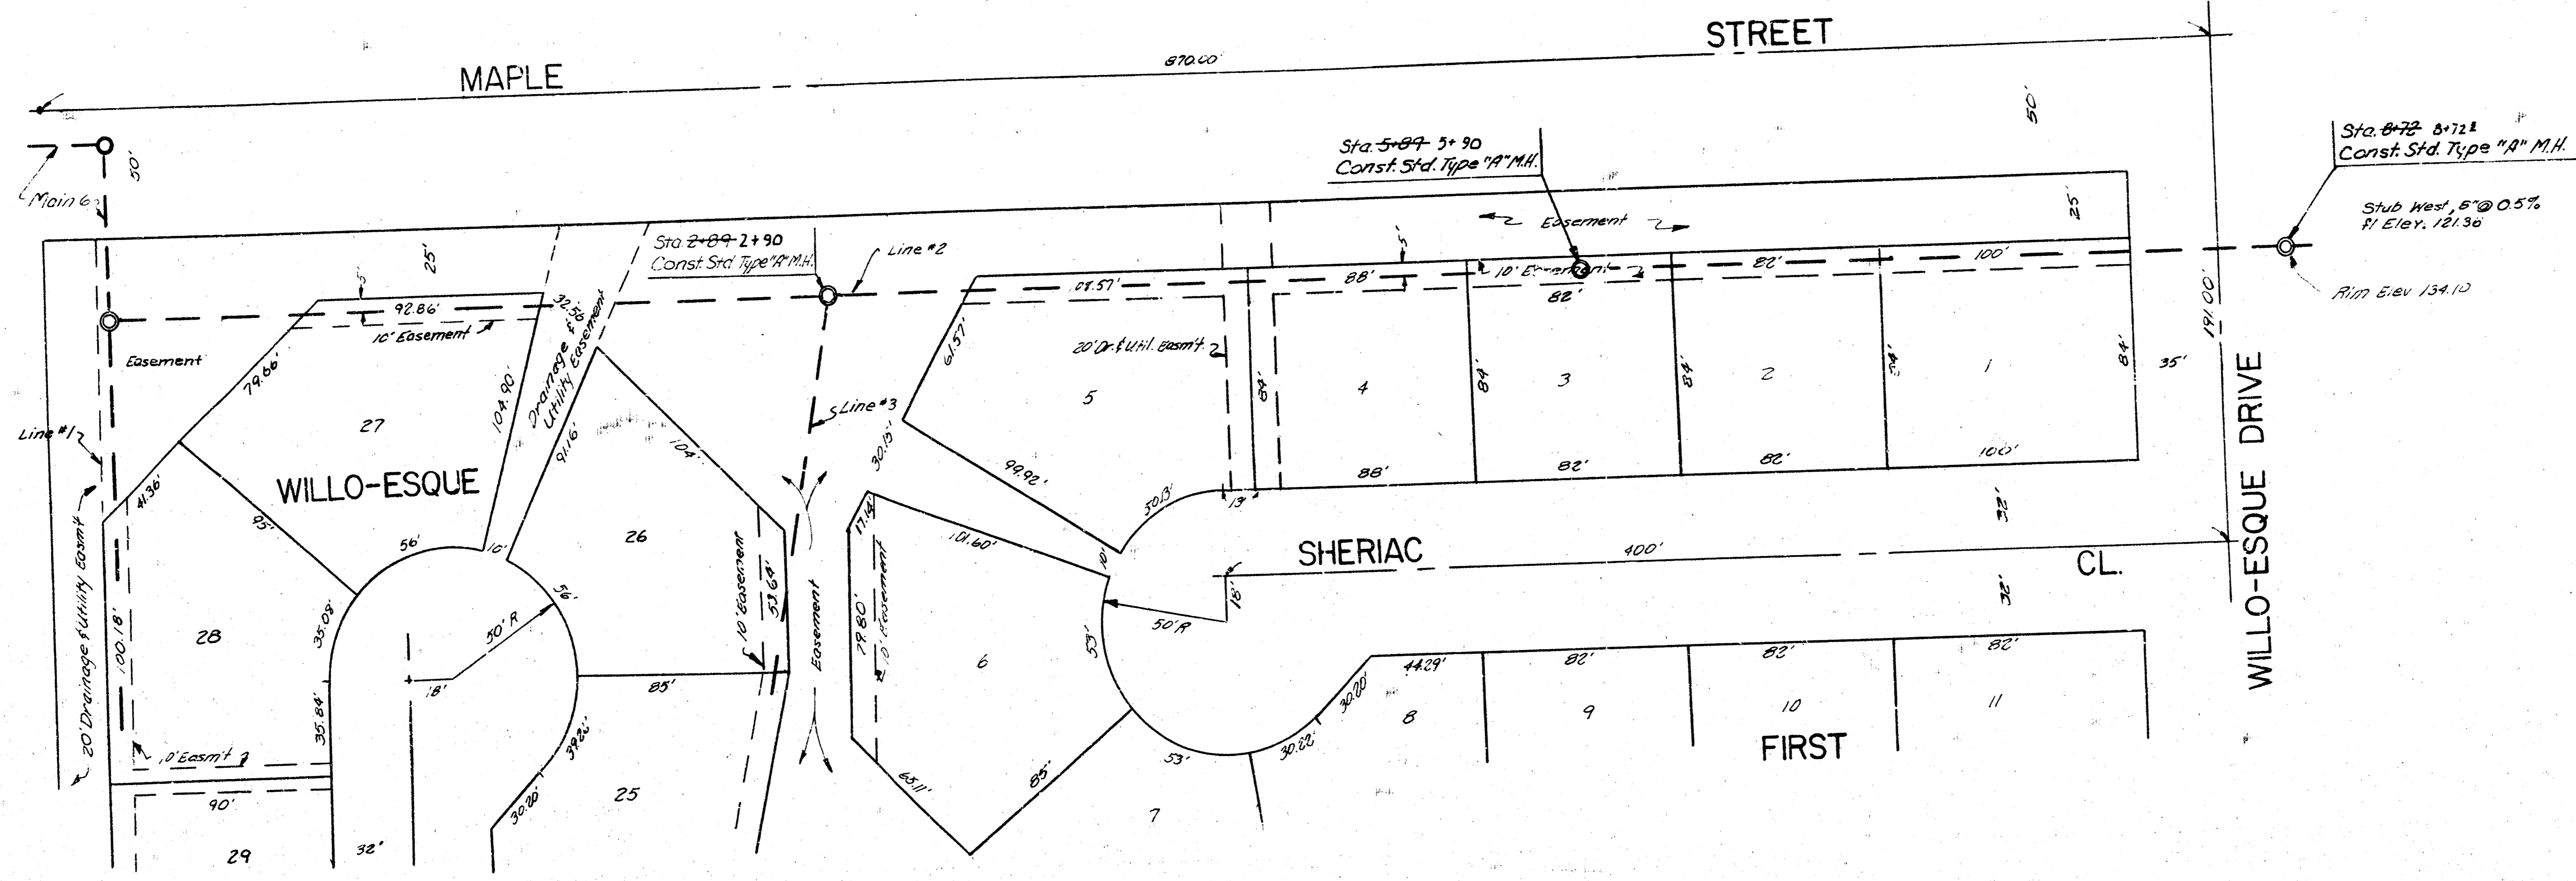 MAPLE
870.00'
STREET
50'
Main 6
50'
Sta. 5+89 5+90
Const. Std. Type "A" M.H.
Sta. 8+72 8+72
Const. Std. Type "A" M.H.
Stub West, @ 0.5%
fl Elev.
Rim Elev 134.10
25'
Sta. 2+89 2+90
Const. Std Type "A" M.H.
Line #2
Easement
5'
25'
5'
92.86'
10' Easement
32.56'
Drainage &
Utility Easement
88'
10' Easement
82'
82'
100'
191.00'
Easement
79.66'
27
104.90'
91.16'
104'
Line #3
61.57'
30.15'
5
20' Dr. & Util. Easm't.
84'
4
84'
3
84'
2
84'
1
84'
35'
Line #1
41.36'
WILLO-ESQUE
95'
56'
16'
26
99.92'
50.13'
13'
88'
82'
82'
100'
32'
17.14'
101.60'
10'
SHERIAC
400'
CL.
32'
WILLO-ESQUE DRIVE
20' Drainage & Utility Easm't
100.18'
28
35.08'
35.84'
50' R
56'
18'
85'
10' Easement
53.64'
Easement
79.80'
10' Easement
6
53'
50' R
18'
44.29'
82'
82'
82'
30.20'
8
9
10
11
FIRST
10' Easm't
90'
29
32'
39.26'
30.20'
25
65.11'
85'
53'
30.22'
7